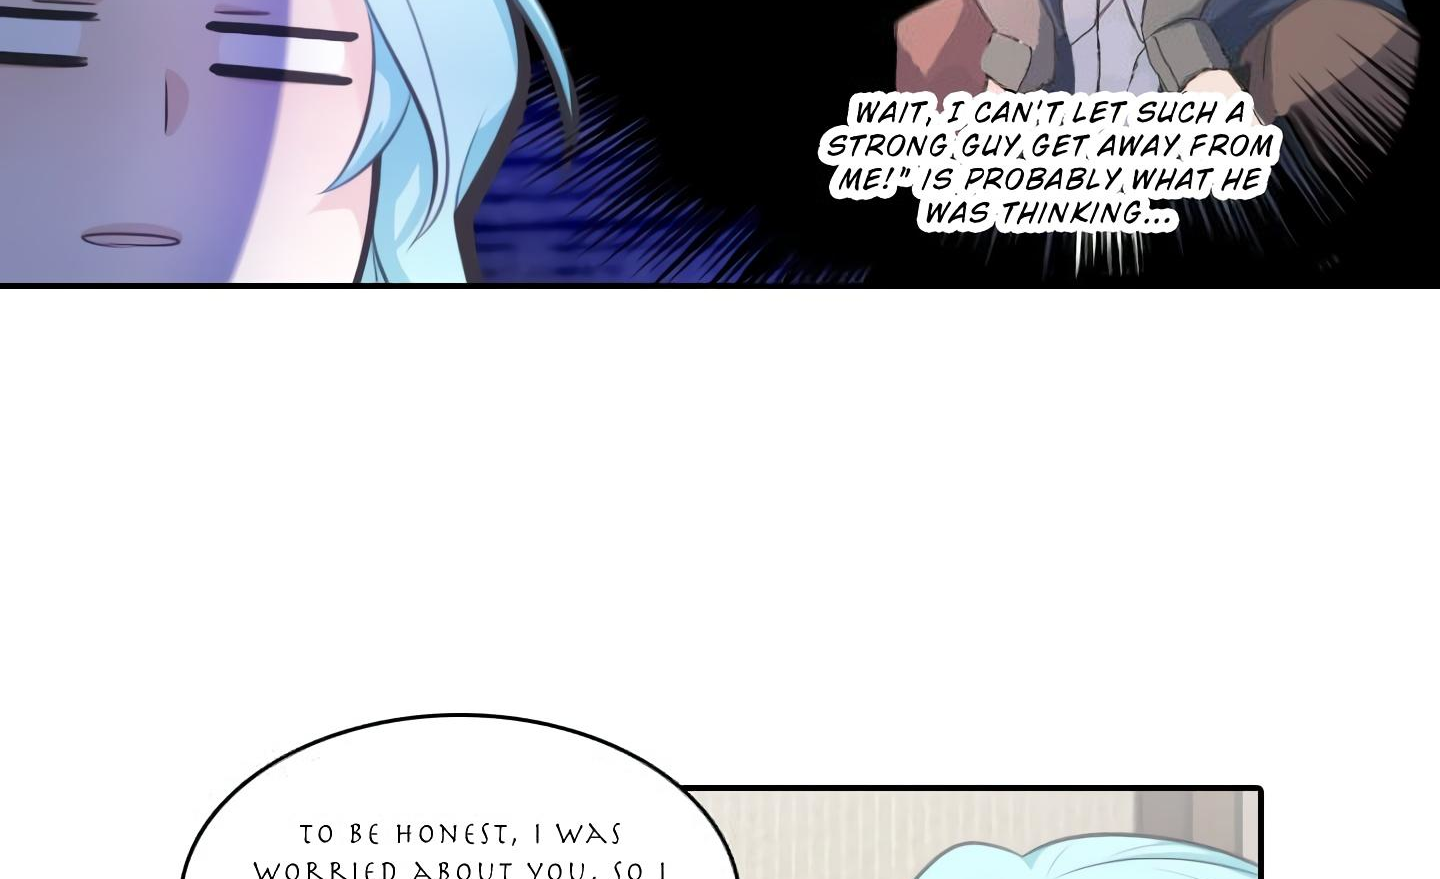 WAIT, I CAN'T LET SUCH A
STRONG GUY GET AWAY FROM
ME!" IS PROBABLY WHAT HE
WAS THINKING...
TO BE HONEST, I WAS
WORRIED ABOUT YOU, SO I